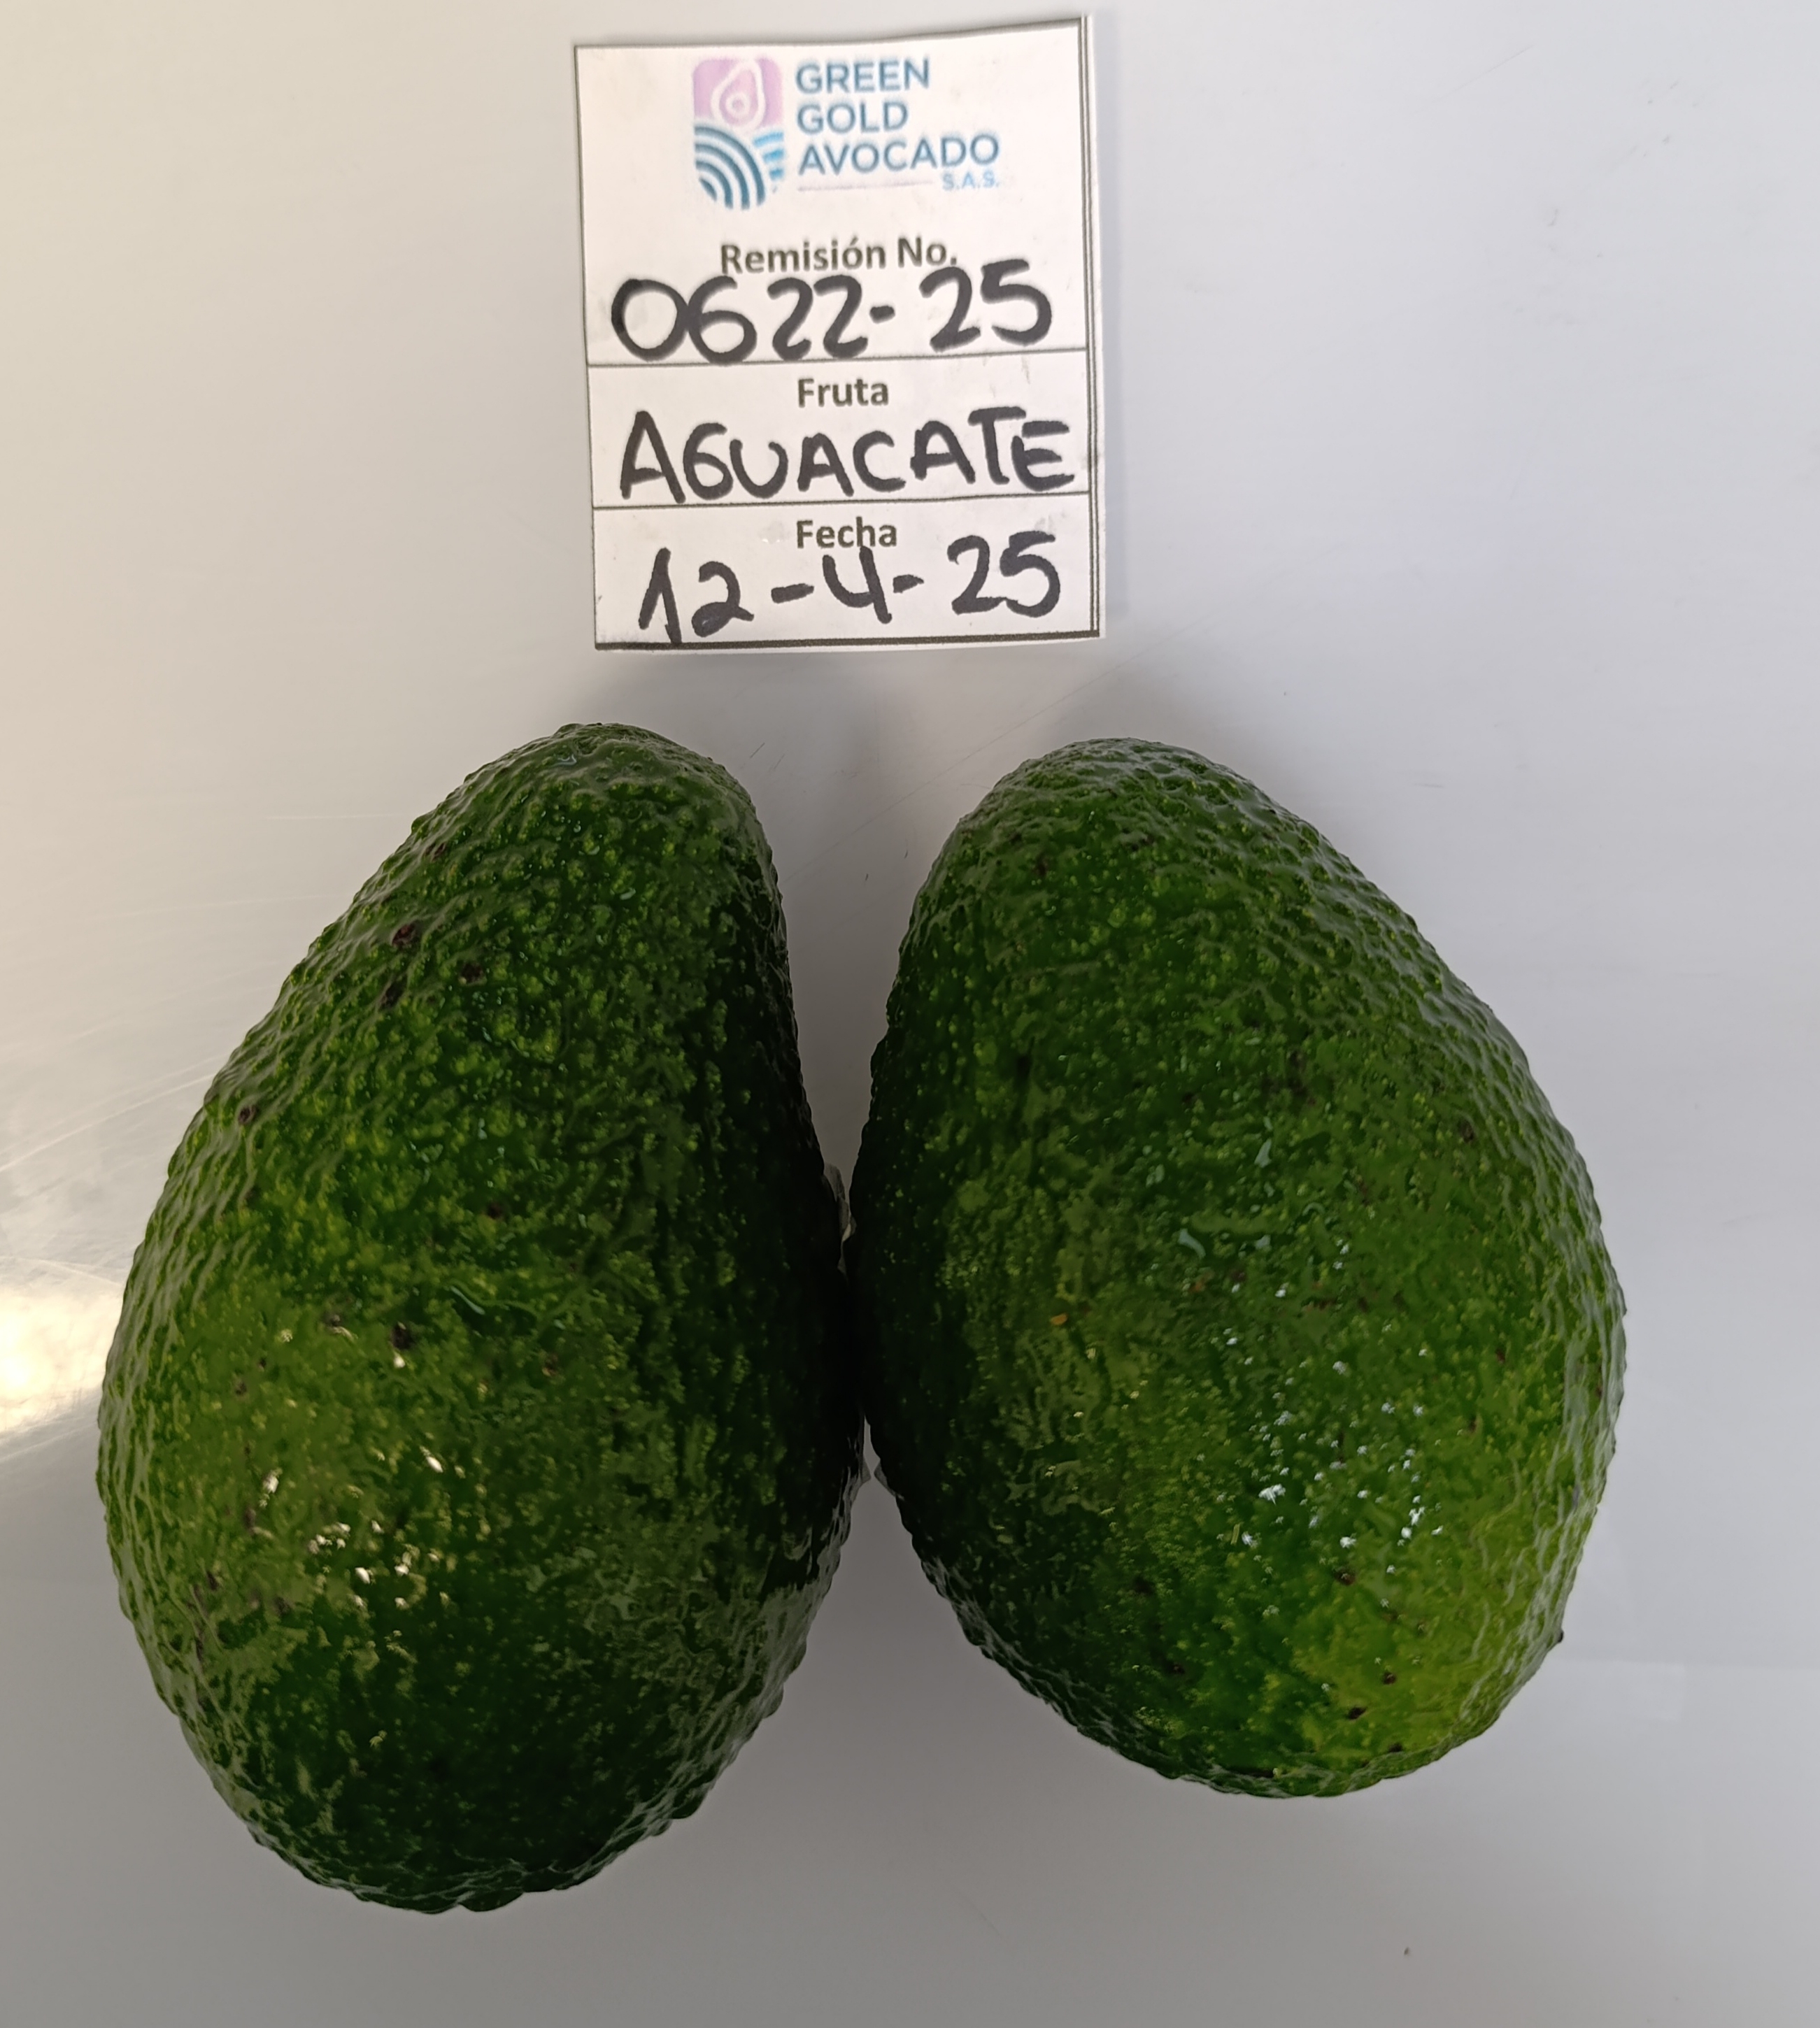 GREEN
GOLD
AVOCADO
S.A.S.
Remisión No.
0622-25
Fruta
AGUACATE
Fecha
12-4-25